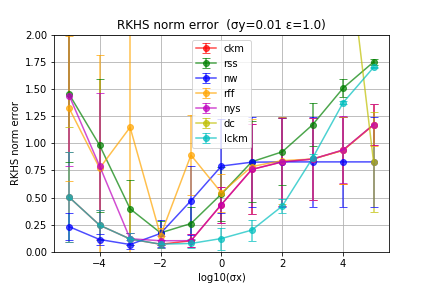 RKHS norm error  (σy=0.01 ε=1.0)
RKHS norm error
2.00
1.75
1.50
1.25
1.00
0.75
0.50
0.25
0.00
ckm
rss
nw
rff
nys
dc
lckm
−4
−2
0
2
4
log10(σx)